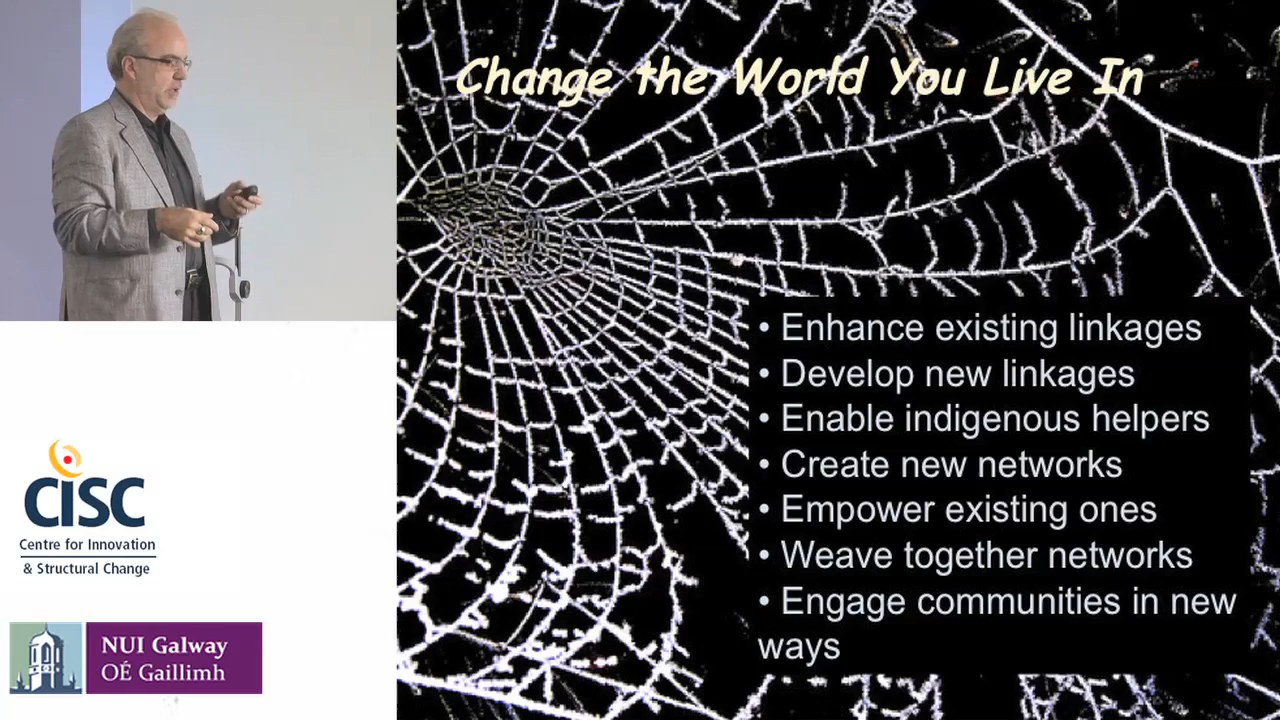 Change the World You Live In
• Enhance existing linkages
• Develop new linkages
• Enable indigenous helpers
• Create new networks
• Empower existing ones
• Weave together networks
• Engage communities in new
ways
CISC
Centre for Innovation
& Structural Change
NUI Galway
OÉ Gaillimh